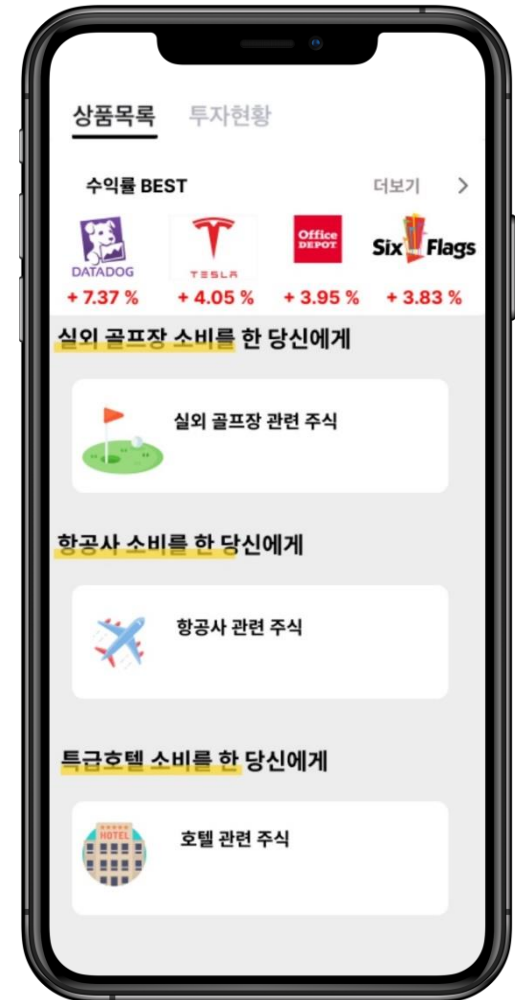 상품목록 투자현황
수익률 BEST 더보기 >
DATADOG TESLA Office DEPOT Six Flags
+ 7.37 % + 4.05 % + 3.95 % + 3.83 %
실외 골프장 소비를 한 당신에게
실외 골프장 관련 주식
항공사 소비를 한 당신에게
항공사 관련 주식
특급호텔 소비를 한 당신에게
HOTEL
호텔 관련 주식